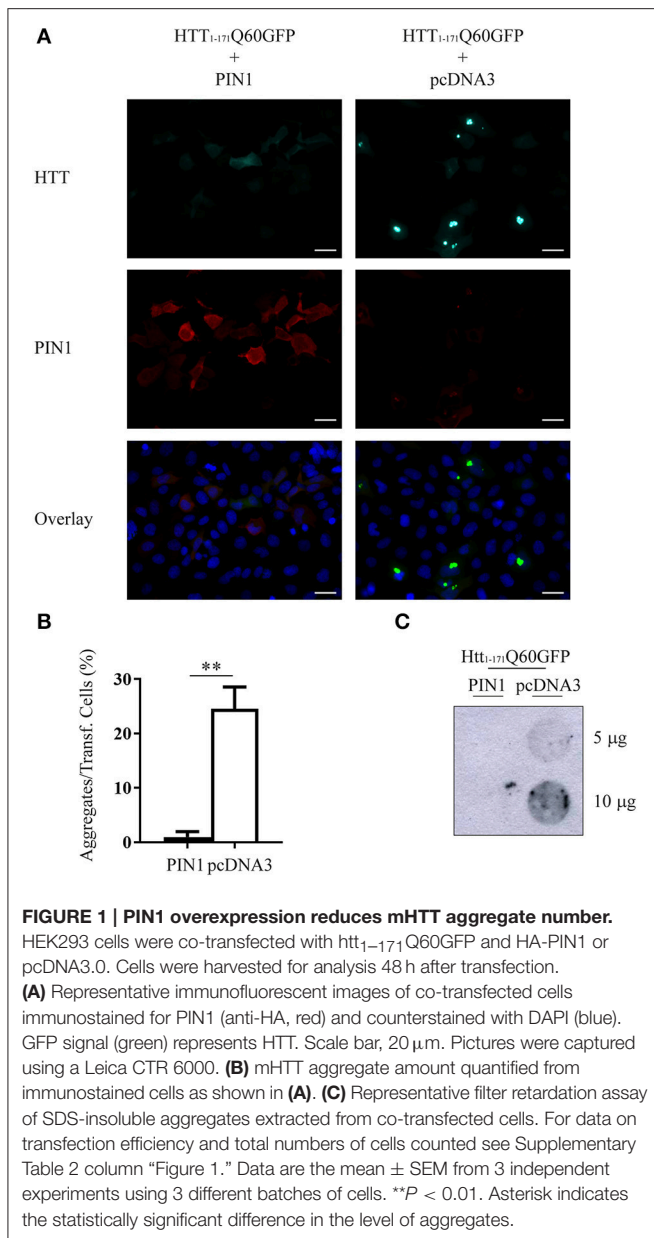 A
HTT₁₋₁₇₁Q60GFP
+
PIN1
HTT₁₋₁₇₁Q60GFP
+
pcDNA3
HTT
PIN1
Overlay
B
Aggregates/Transf. Cells (%)
30
20
10
0
**
PIN1 pcDNA3
C
Htt₁₋₁₇₁Q60GFP
PIN1 pcDNA3
5 μg
10 μg
FIGURE 1 | PIN1 overexpression reduces mHTT aggregate number.
HEK293 cells were co-transfected with htt₁₋₁₇₁Q60GFP and HA-PIN1 or
pcDNA3.0. Cells were harvested for analysis 48 h after transfection.
(A) Representative immunofluorescent images of co-transfected cells
immunostained for PIN1 (anti-HA, red) and counterstained with DAPI (blue).
GFP signal (green) represents HTT. Scale bar, 20 μm. Pictures were captured
using a Leica CTR 6000. (B) mHTT aggregate amount quantified from
immunostained cells as shown in (A). (C) Representative filter retardation assay
of SDS-insoluble aggregates extracted from co-transfected cells. For data on
transfection efficiency and total numbers of cells counted see Supplementary
Table 2 column “Figure 1.” Data are the mean ± SEM from 3 independent
experiments using 3 different batches of cells. **P < 0.01. Asterisk indicates
the statistically significant difference in the level of aggregates.